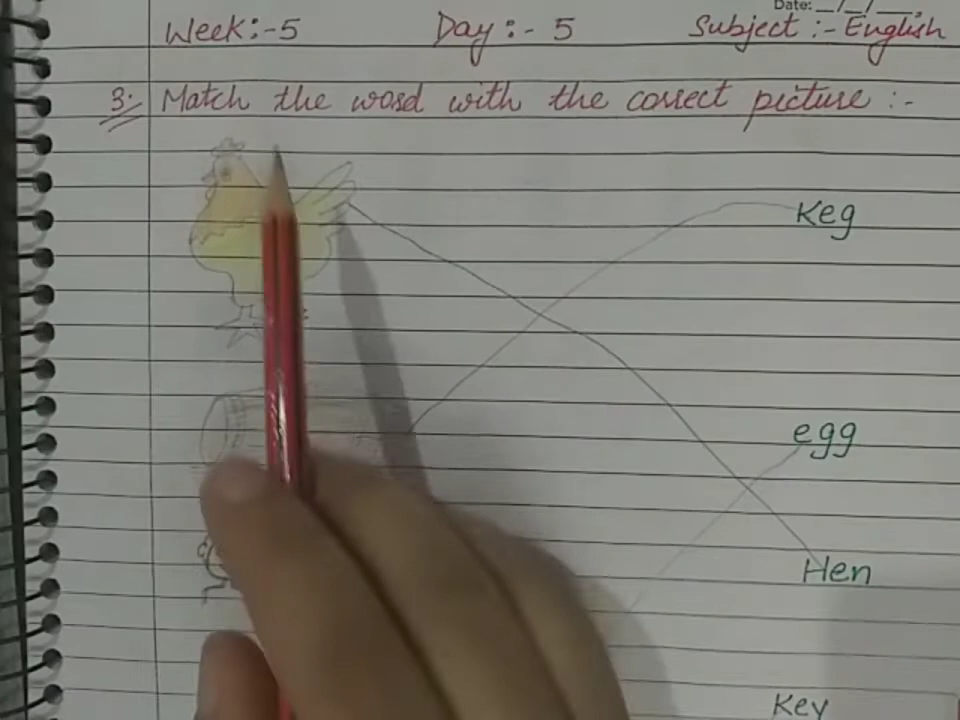 Date: _/_/___,
Week:-5 Day:- 5 Subject:- English
3. Match the word with the correct picture :-
Keg
egg
Hen
Key